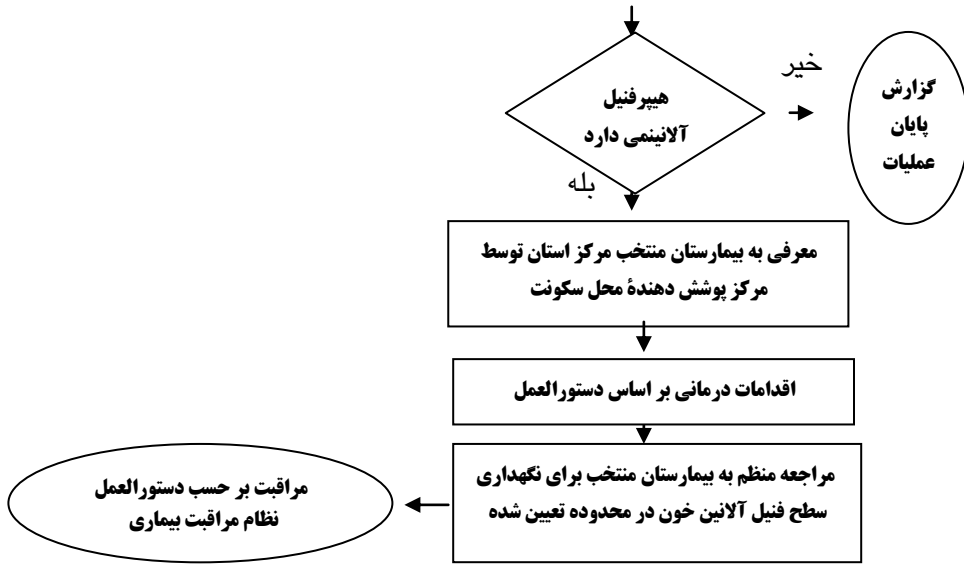 هیپرفنیل
آلانینمی دارد
خیر
گزارش
پایان
عملیات
بله
معرفی به بیمارستان منتخب مرکز استان توسط
مرکز پوشش دهندهٔ محل سکونت
اقدامات درمانی بر اساس دستورالعمل
مراجعه منظم به بیمارستان منتخب برای نگهداری
سطح فنیل آلانین خون در محدوده تعیین شده
مراقبت بر حسب دستورالعمل
نظام مراقبت بیماری